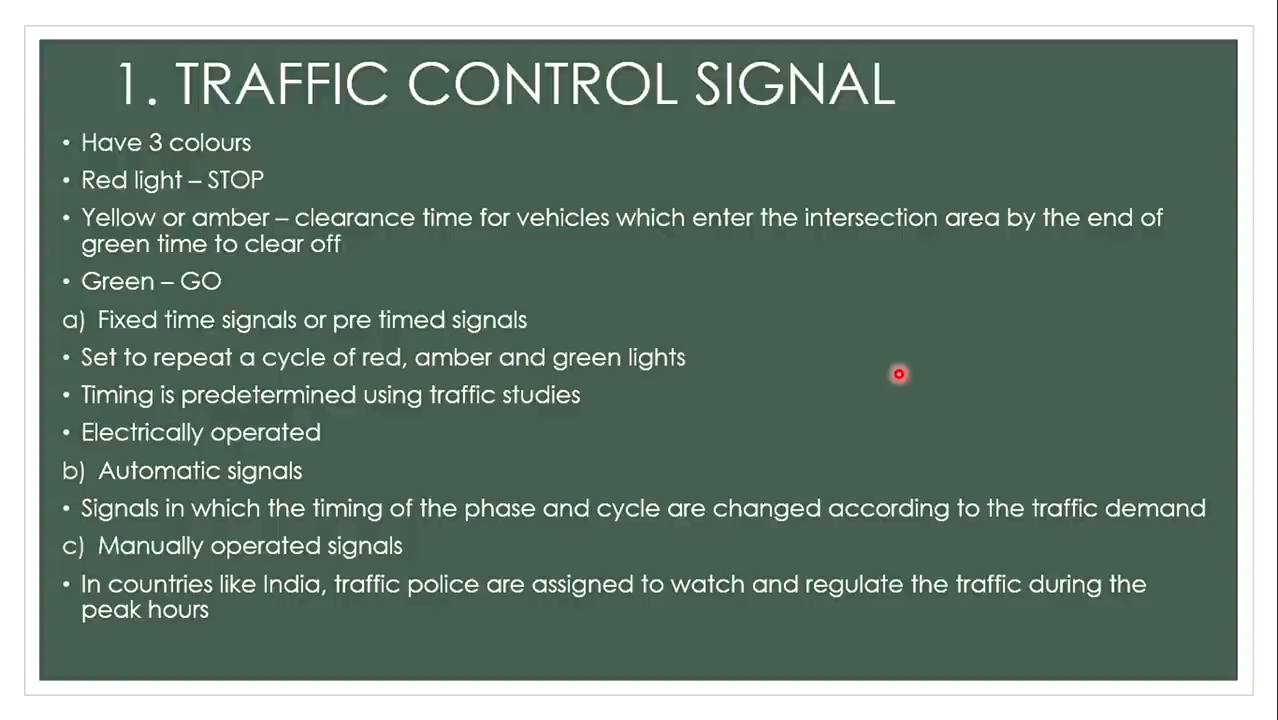 1. TRAFFIC CONTROL SIGNAL
• Have 3 colours
• Red light – STOP
• Yellow or amber – clearance time for vehicles which enter the intersection area by the end of
green time to clear off
• Green – GO
a) Fixed time signals or pre timed signals
• Set to repeat a cycle of red, amber and green lights
• Timing is predetermined using traffic studies
• Electrically operated
b) Automatic signals
• Signals in which the timing of the phase and cycle are changed according to the traffic demand
c) Manually operated signals
• In countries like India, traffic police are assigned to watch and regulate the traffic during the
peak hours